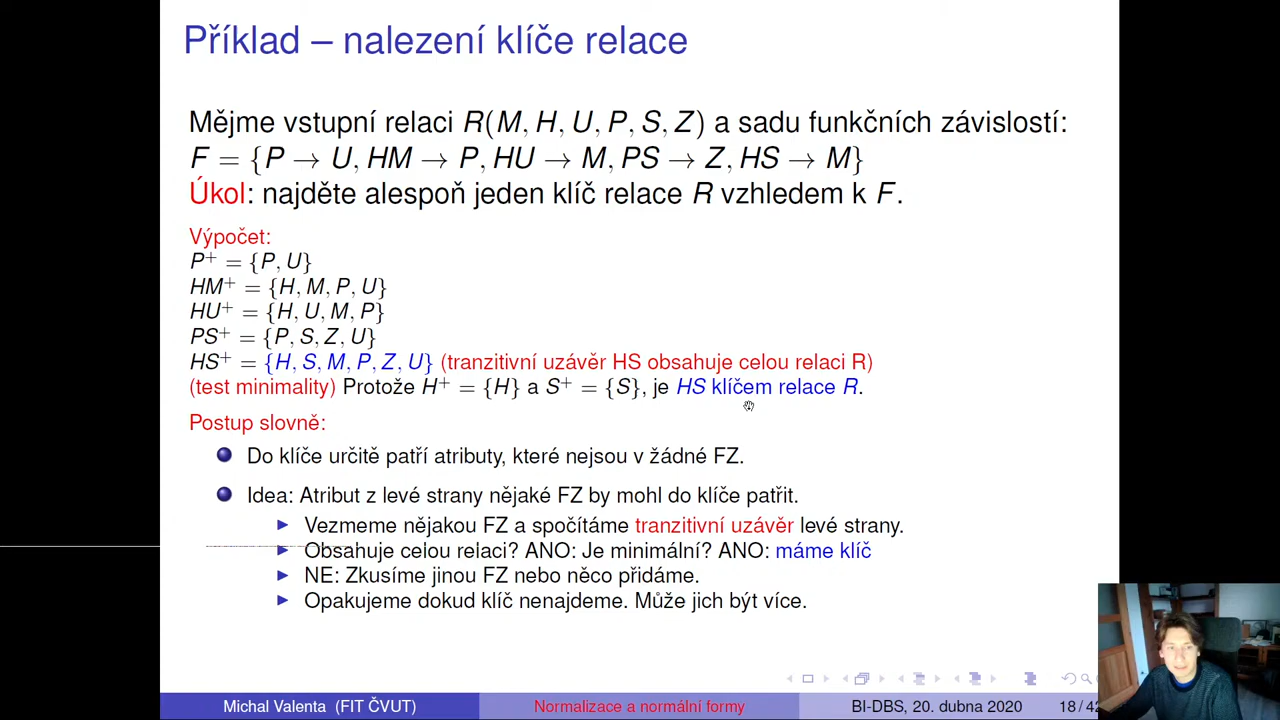 Příklad – nalezení klíče relace
Mějme vstupní relaci R(M, H, U, P, S, Z) a sadu funkčních závislostí:
F = {P → U, HM → P, HU → M, PS → Z, HS → M}
Úkol: najděte alespoň jeden klíč relace R vzhledem k F.
Výpočet:
P⁺ = {P, U}
HM⁺ = {H, M, P, U}
HU⁺ = {H, U, M, P}
PS⁺ = {P, S, Z, U}
HS⁺ = {H, S, M, P, Z, U} (tranzitivní uzávěr HS obsahuje celou relaci R)
(test minimality) Protože H⁺ = {H} a S⁺ = {S}, je HS klíčem relace R.
Postup slovně:
Do klíče určitě patří atributy, které nejsou v žádné FZ.
Idea: Atribut z levé strany nějaké FZ by mohl do klíče patřit.
Vezmeme nějakou FZ a spočítáme tranzitivní uzávěr levé strany.
Obsahuje celou relaci? ANO: Je minimální? ANO: máme klíč
NE: Zkusíme jinou FZ nebo něco přidáme.
Opakujeme dokud klíč nenajdeme. Může jich být více.
Michal Valenta (FIT ČVUT) Normalizace a normální formy BI-DBS, 20. dubna 2020 18 / 42